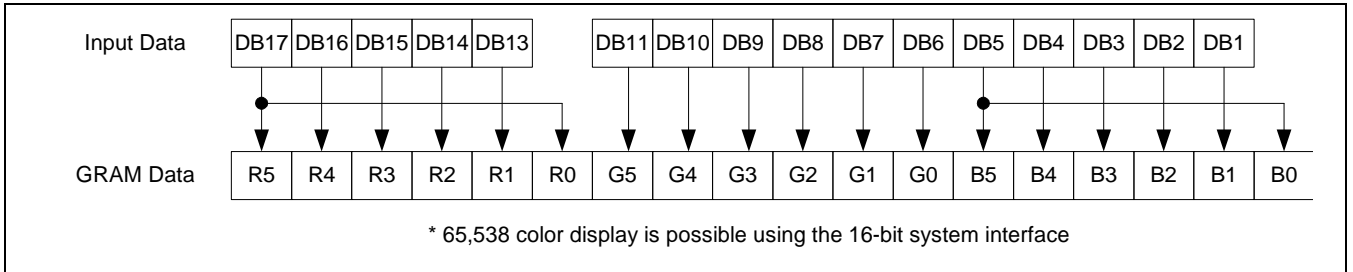 Input Data DB17 DB16 DB15 DB14 DB13 DB11 DB10 DB9 DB8 DB7 DB6 DB5 DB4 DB3 DB2 DB1
GRAM Data R5 R4 R3 R2 R1 R0 G5 G4 G3 G2 G1 G0 B5 B4 B3 B2 B1 B0
* 65,538 color display is possible using the 16-bit system interface